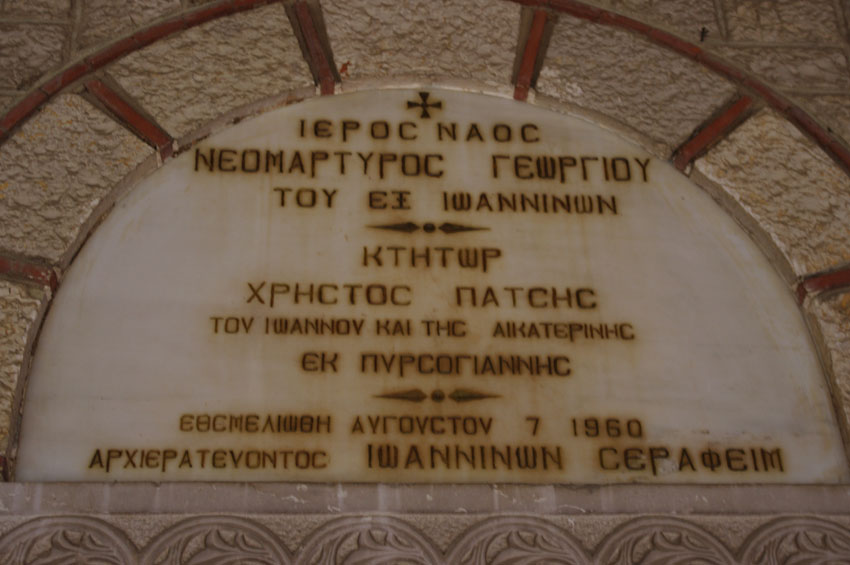 ΙΕΡΟΣ ΝΑΟΣ
ΝΕΟΜΑΡΤΥΡΟΣ ΓΕΩΡΓΙΟΥ
ΤΟΥ ΕΞ ΙΩΑΝΝΙΝΩΝ
ΚΤΗΤΩΡ
ΧΡΗΣΤΟΣ ΠΑΤΣΗΣ
ΤΟΥ ΙΩΑΝΝΟΥ ΚΑΙ ΤΗΣ ΑΙΚΑΤΕΡΙΝΗΣ
ΕΚ ΠΥΡΣΟΓΙΑΝΝΗΣ
ΕΘΕΜΕΛΙΩΘΗ ΑΥΓΟΥΣΤΟΥ 7 1960
ΑΡΧΙΕΡΑΤΕΥΟΝΤΟΣ ΙΩΑΝΝΙΝΩΝ ΣΕΡΑΦΕΙΜ